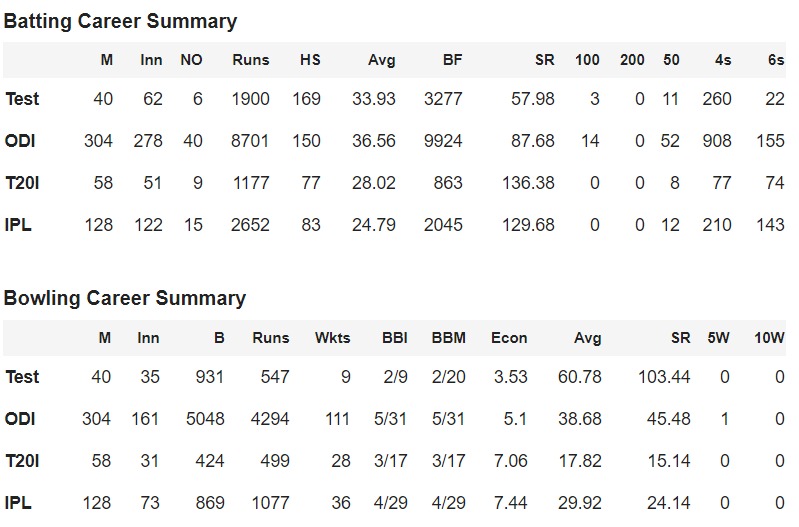 Batting Career Summary
M Inn NO Runs HS Avg BF SR 100 200 50 4s 6s
Test 40 62 6 1900 169 33.93 3277 57.98 3 0 11 260 22
ODI 304 278 40 8701 150 36.56 9924 87.68 14 0 52 908 155
T20I 58 51 9 1177 77 28.02 863 136.38 0 0 8 77 74
IPL 128 122 15 2652 83 24.79 2045 129.68 0 0 12 210 143
Bowling Career Summary
M Inn B Runs Wkts BBI BBM Econ Avg SR 5W 10W
Test 40 35 931 547 9 2/9 2/20 3.53 60.78 103.44 0 0
ODI 304 161 5048 4294 111 5/31 5/31 5.1 38.68 45.48 1 0
T20I 58 31 424 499 28 3/17 3/17 7.06 17.82 15.14 0 0
IPL 128 73 869 1077 36 4/29 4/29 7.44 29.92 24.14 0 0